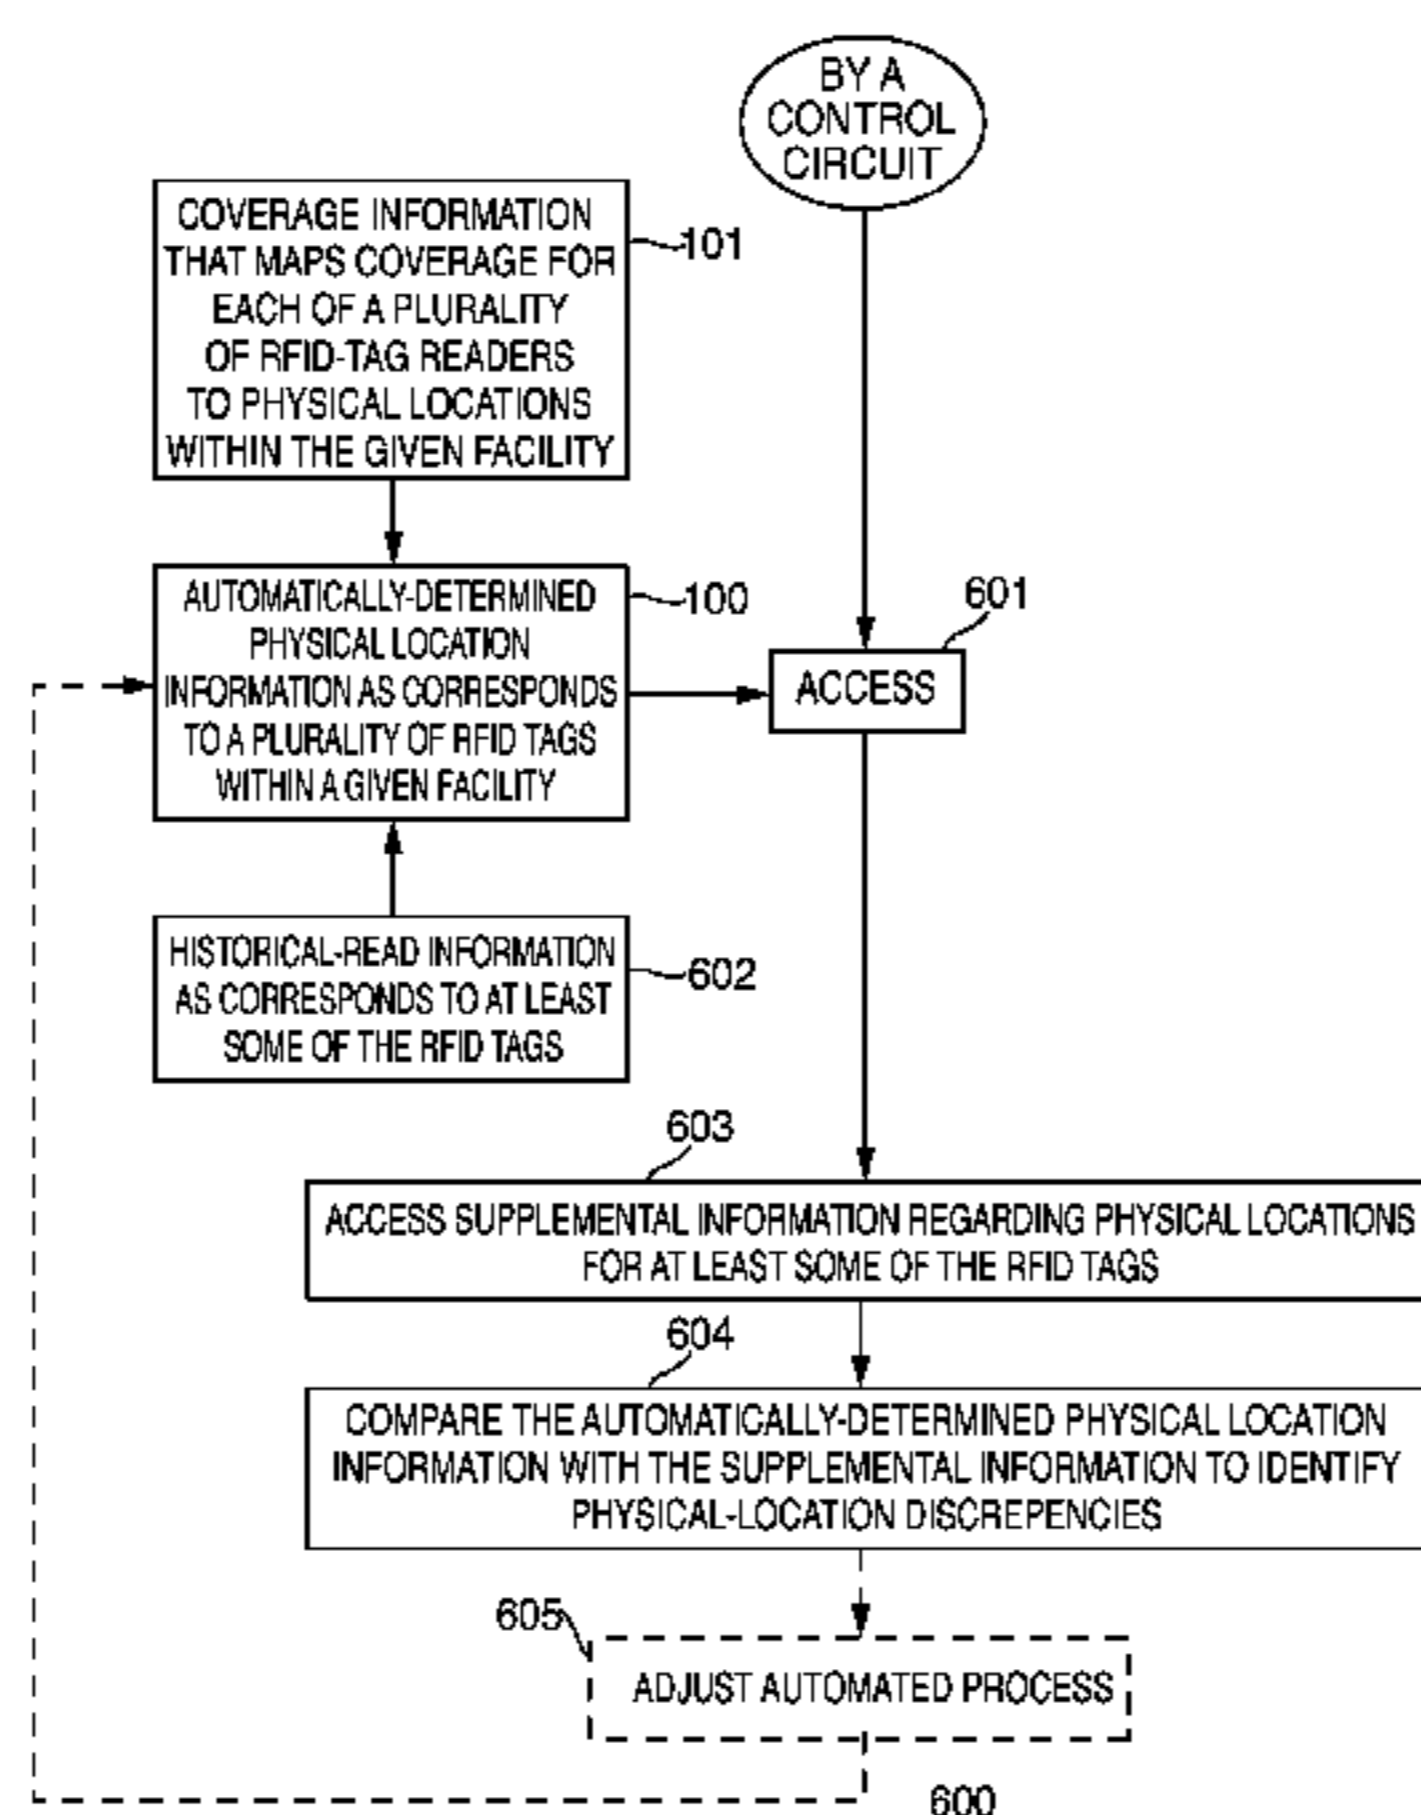 BY A
CONTROL
CIRCUIT
COVERAGE INFORMATION
THAT MAPS COVERAGE FOR
EACH OF A PLURALITY
OF RFID-TAG READERS
TO PHYSICAL LOCATIONS
WITHIN THE GIVEN FACILITY
101
AUTOMATICALLY-DETERMINED
PHYSICAL LOCATION
INFORMATION AS CORRESPONDS
TO A PLURALITY OF RFID TAGS
WITHIN A GIVEN FACILITY
100
601
ACCESS
HISTORICAL-READ INFORMATION
AS CORRESPONDS TO AT LEAST
SOME OF THE RFID TAGS
602
603
ACCESS SUPPLEMENTAL INFORMATION REGARDING PHYSICAL LOCATIONS
FOR AT LEAST SOME OF THE RFID TAGS
604
COMPARE THE AUTOMATICALLY-DETERMINED PHYSICAL LOCATION
INFORMATION WITH THE SUPPLEMENTAL INFORMATION TO IDENTIFY
PHYSICAL-LOCATION DISCREPENCIES
605
ADJUST AUTOMATED PROCESS
600